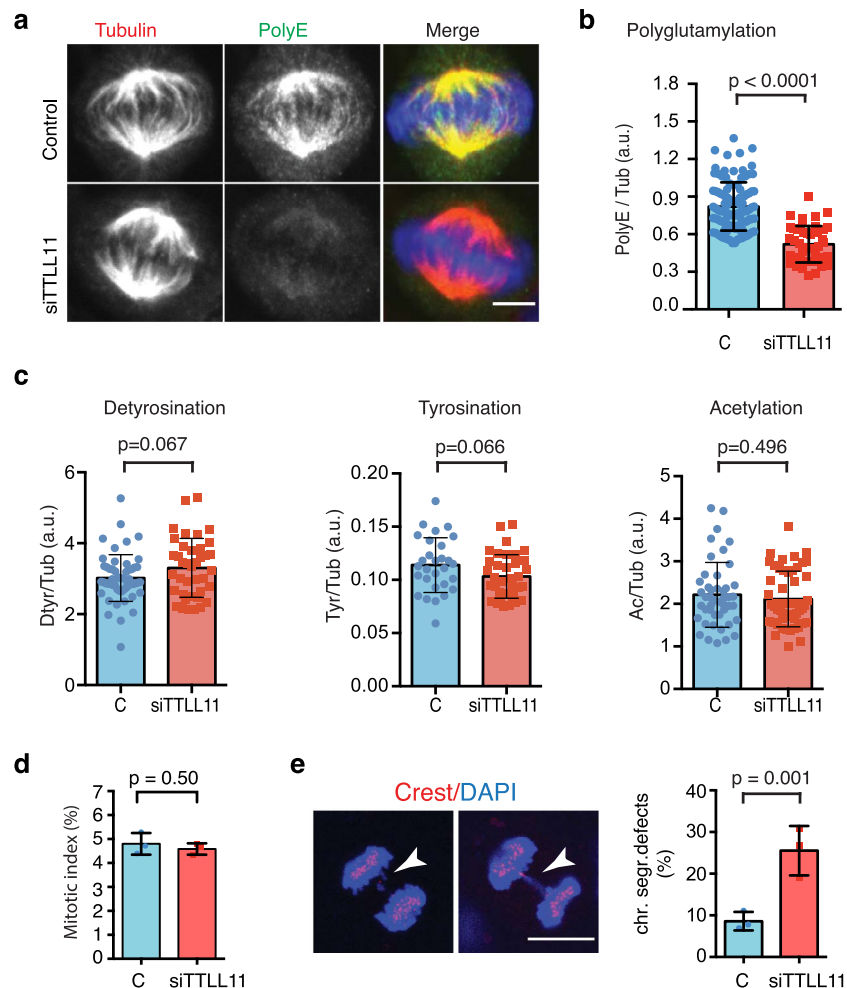 a
Tubulin PolyE Merge
Control
siTTLL11
b
Polyglutamylation
p < 0.0001
PolyE / Tub (a.u.)
1.8
1.5
1.2
0.9
0.6
0.3
0.0
C siTTLL11
c
Detyrosination
p=0.067
Dtyr/Tub (a.u.)
6
4
2
0
C siTTLL11
Tyrosination
p=0.066
Tyr/Tub (a.u.)
0.20
0.15
0.10
0.05
0.00
C siTTLL11
Acetylation
p=0.496
Ac/Tub (a.u.)
5
4
3
2
1
0
C siTTLL11
d
p = 0.50
Mitotic index (%)
7
6
5
4
3
2
1
0
C siTTLL11
e
Crest/DAPI
p = 0.001
chr. segr.defects
(%)
40
30
20
10
0
C siTTLL11